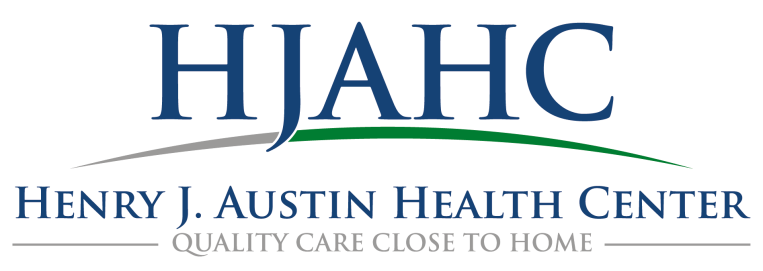 HJAHC
HENRY J. AUSTIN HEALTH CENTER
QUALITY CARE CLOSE TO HOME